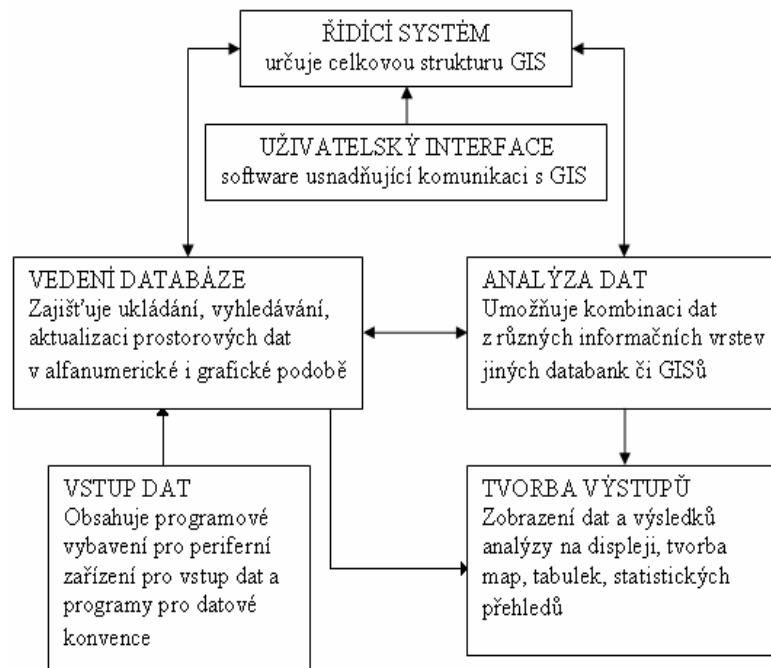 ŘÍDÍCÍ SYSTÉM
určuje celkovou strukturu GIS
UŽIVATELSKÝ INTERFACE
software usnadňující komunikaci s GIS
VEDENÍ DATABÁZE
Zajišťuje ukládání, vyhledávání,
aktualizaci prostorových dat
v alfanumerické i grafické podobě
ANALÝZA DAT
Umožňuje kombinaci dat
z různých informačních vrstev
jiných databank či GISů
VSTUP DAT
Obsahuje programové
vybavení pro periferní
zařízení pro vstup dat a
programy pro datové
konvence
TVORBA VÝSTUPŮ
Zobrazení dat a výsledků
analýzy na displeji, tvorba
map, tabulek, statistických
přehledů